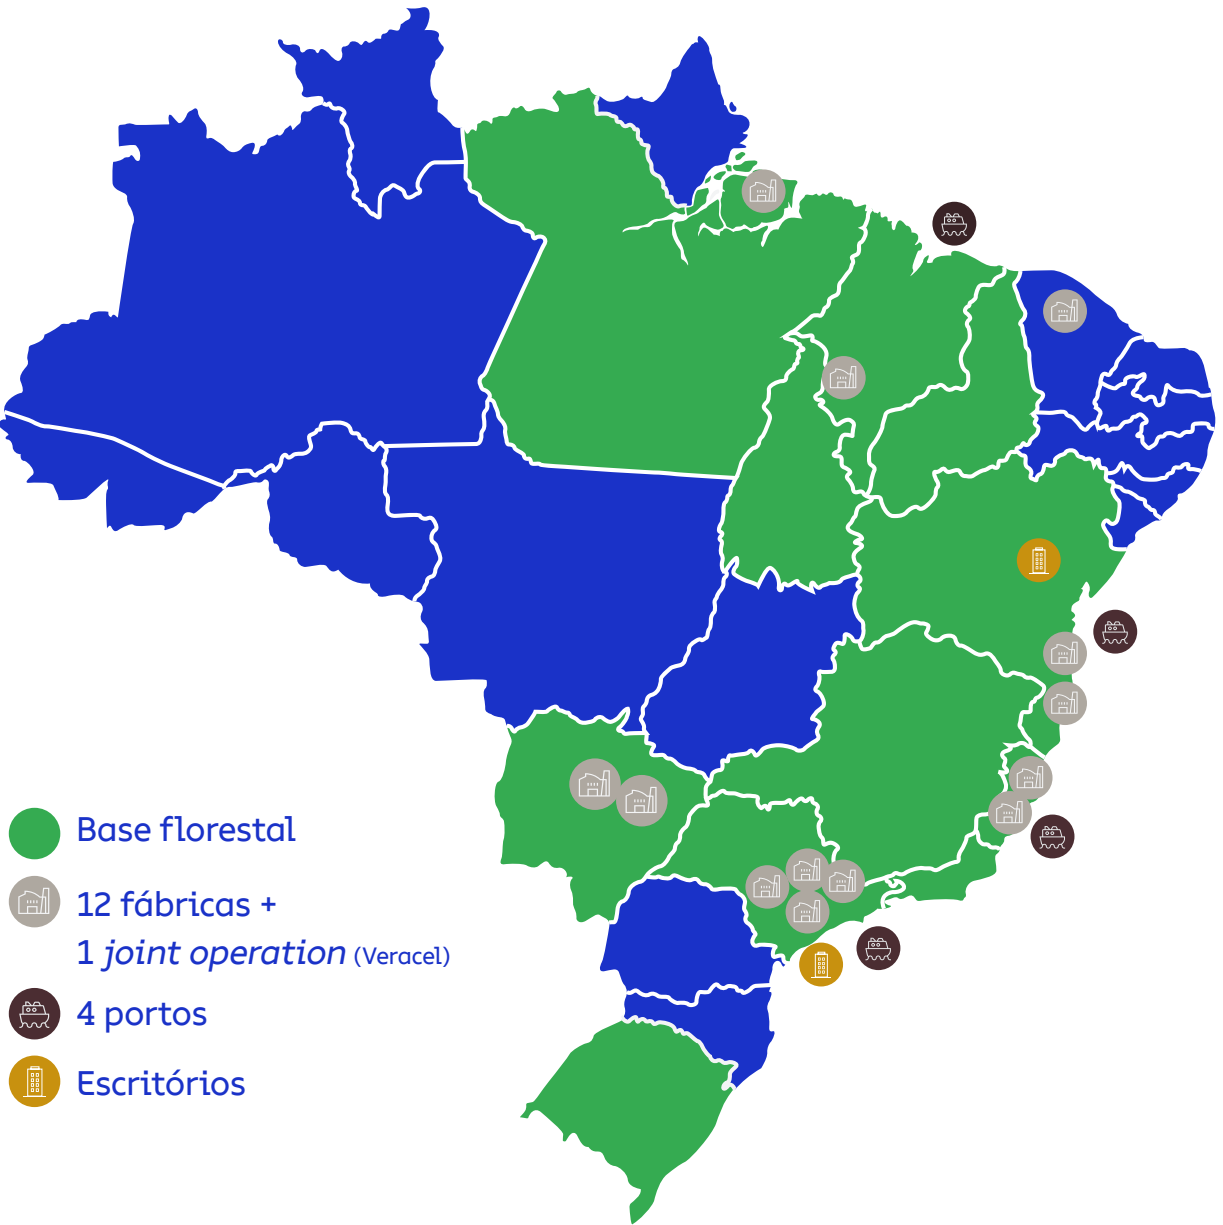 Base florestal
12 fábricas +
1 joint operation (Veracel)
4 portos
Escritórios